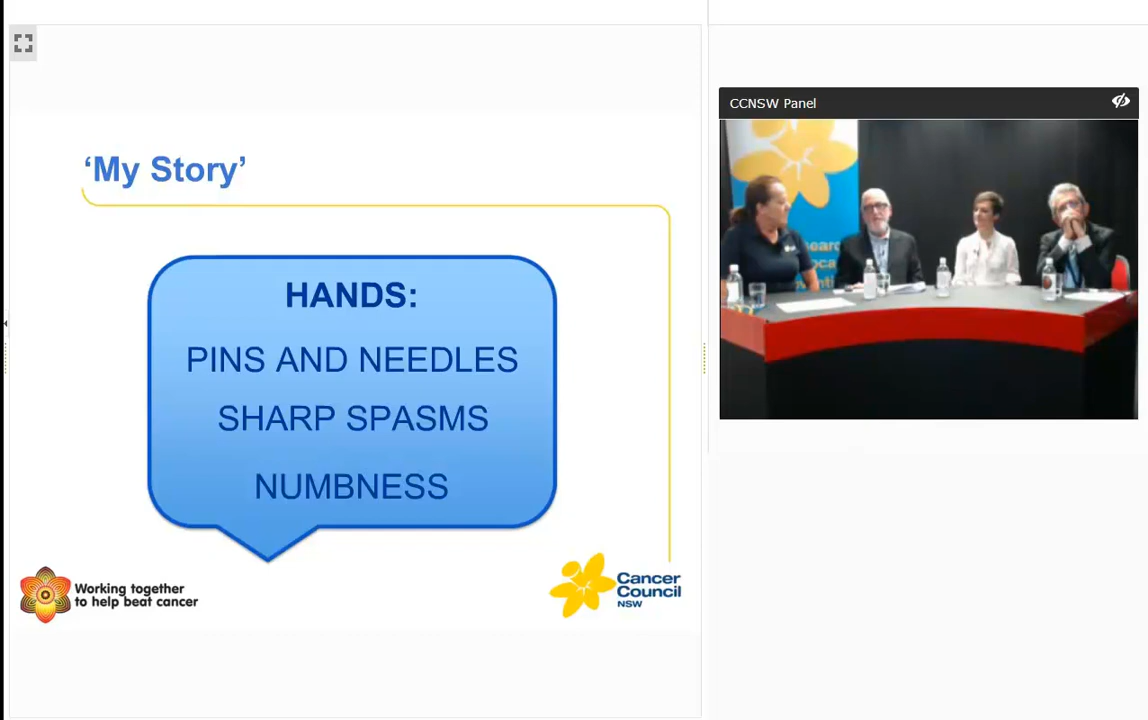 ‘My Story’
HANDS:
PINS AND NEEDLES
SHARP SPASMS
NUMBNESS
Working together
to help beat cancer
Cancer
Council
NSW
CCNSW Panel